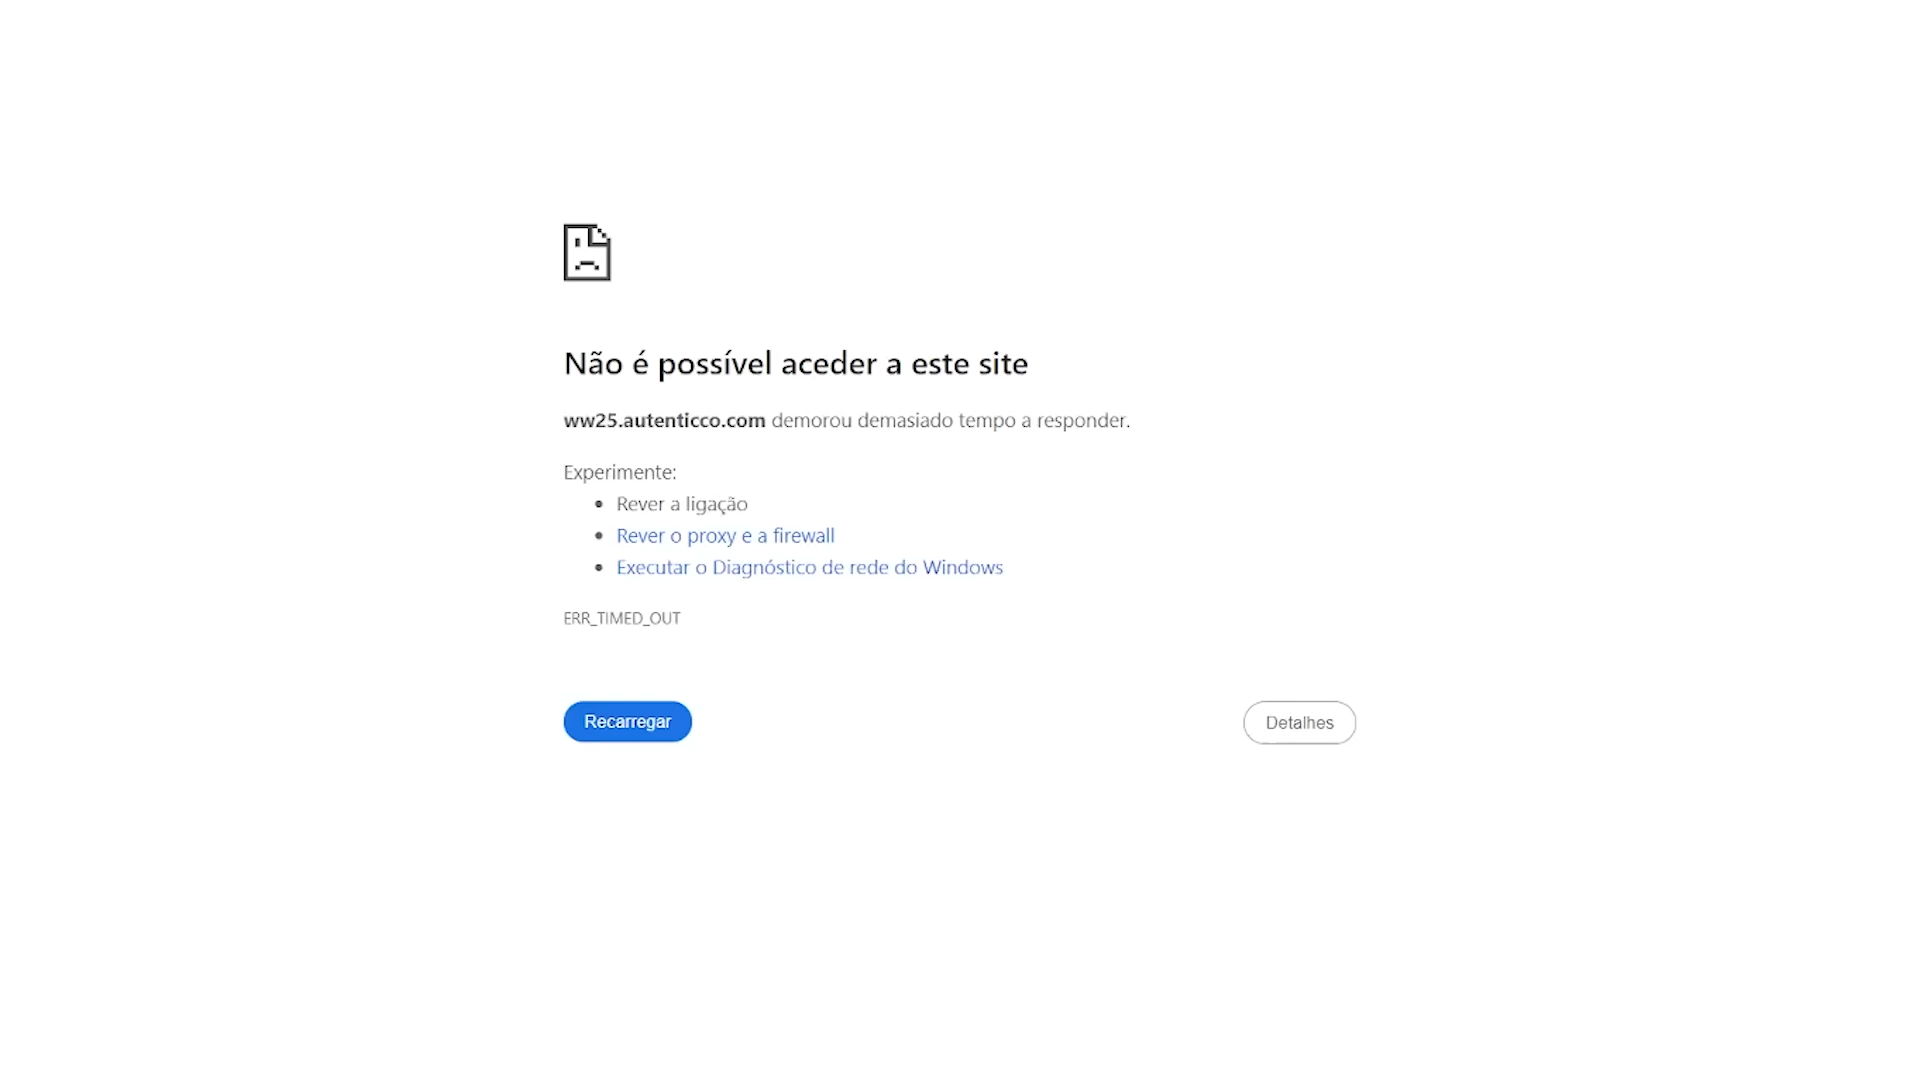 Não é possível aceder a este site
ww25.autenticco.com demorou demasiado tempo a responder.
Experimente:
Rever a ligação
Rever o proxy e a firewall
Executar o Diagnóstico de rede do Windows
ERR_TIMED_OUT
Recarregar
Detalhes